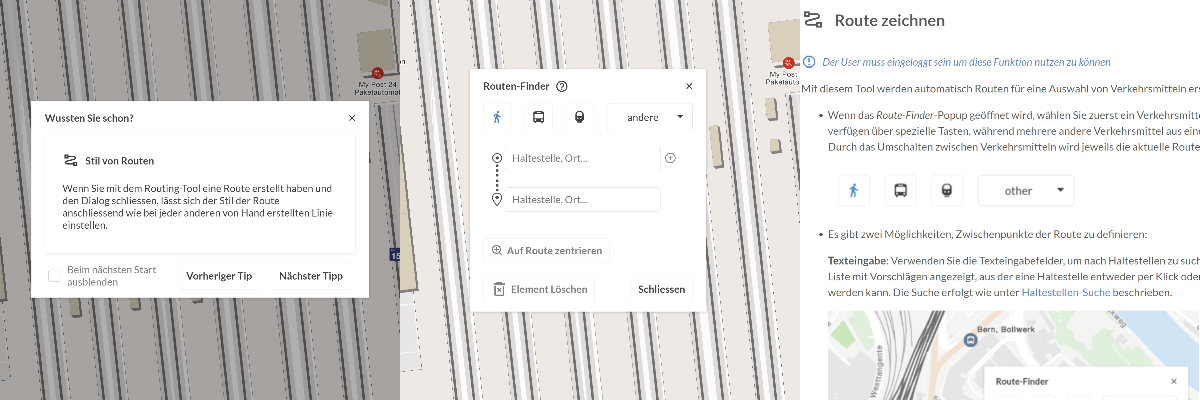 My Post 24
Paketautomat
Wussten Sie schon?
Stil von Routen
Wenn Sie mit dem Routing-Tool eine Route erstellt haben und
den Dialog schliessen, lässt sich der Stil der Route
anschliessend wie bei jeder anderen von Hand erstellten Linie
einstellen.
Beim nächsten Start
ausblenden
Vorheriger Tip
Nächster Tipp
15
My Post
Paketauto
Routen-Finder
andere
Haltestelle, Ort...
Haltestelle, Ort...
Auf Route zentrieren
Element Löschen
Schliessen
Route zeichnen
Der User muss eingeloggt sein um diese Funktion nutzen zu können
Mit diesem Tool werden automatisch Routen für eine Auswahl von Verkehrsmitteln
• Wenn das Route-Finder-Popup geöffnet wird, wählen Sie zuerst ein
verfügen über spezielle Tasten, während mehrere andere Verkehrsmittel aus
Durch das Umschalten zwischen Verkehrsmitteln wird jeweils die aktuelle Route
other
• Es gibt zwei Möglichkeiten, Zwischenpunkte der Route zu definieren:
Texteingabe: Verwenden Sie die Texteingabefelder, um nach Haltestellen zu
Liste mit Vorschlägen angezeigt, aus der eine Haltestelle entweder per Klick
werden kann. Die Suche erfolgt wie unter Haltestellen-Suche beschrieben.
Bern, Bollwerk
Westtangente
Route-Finder